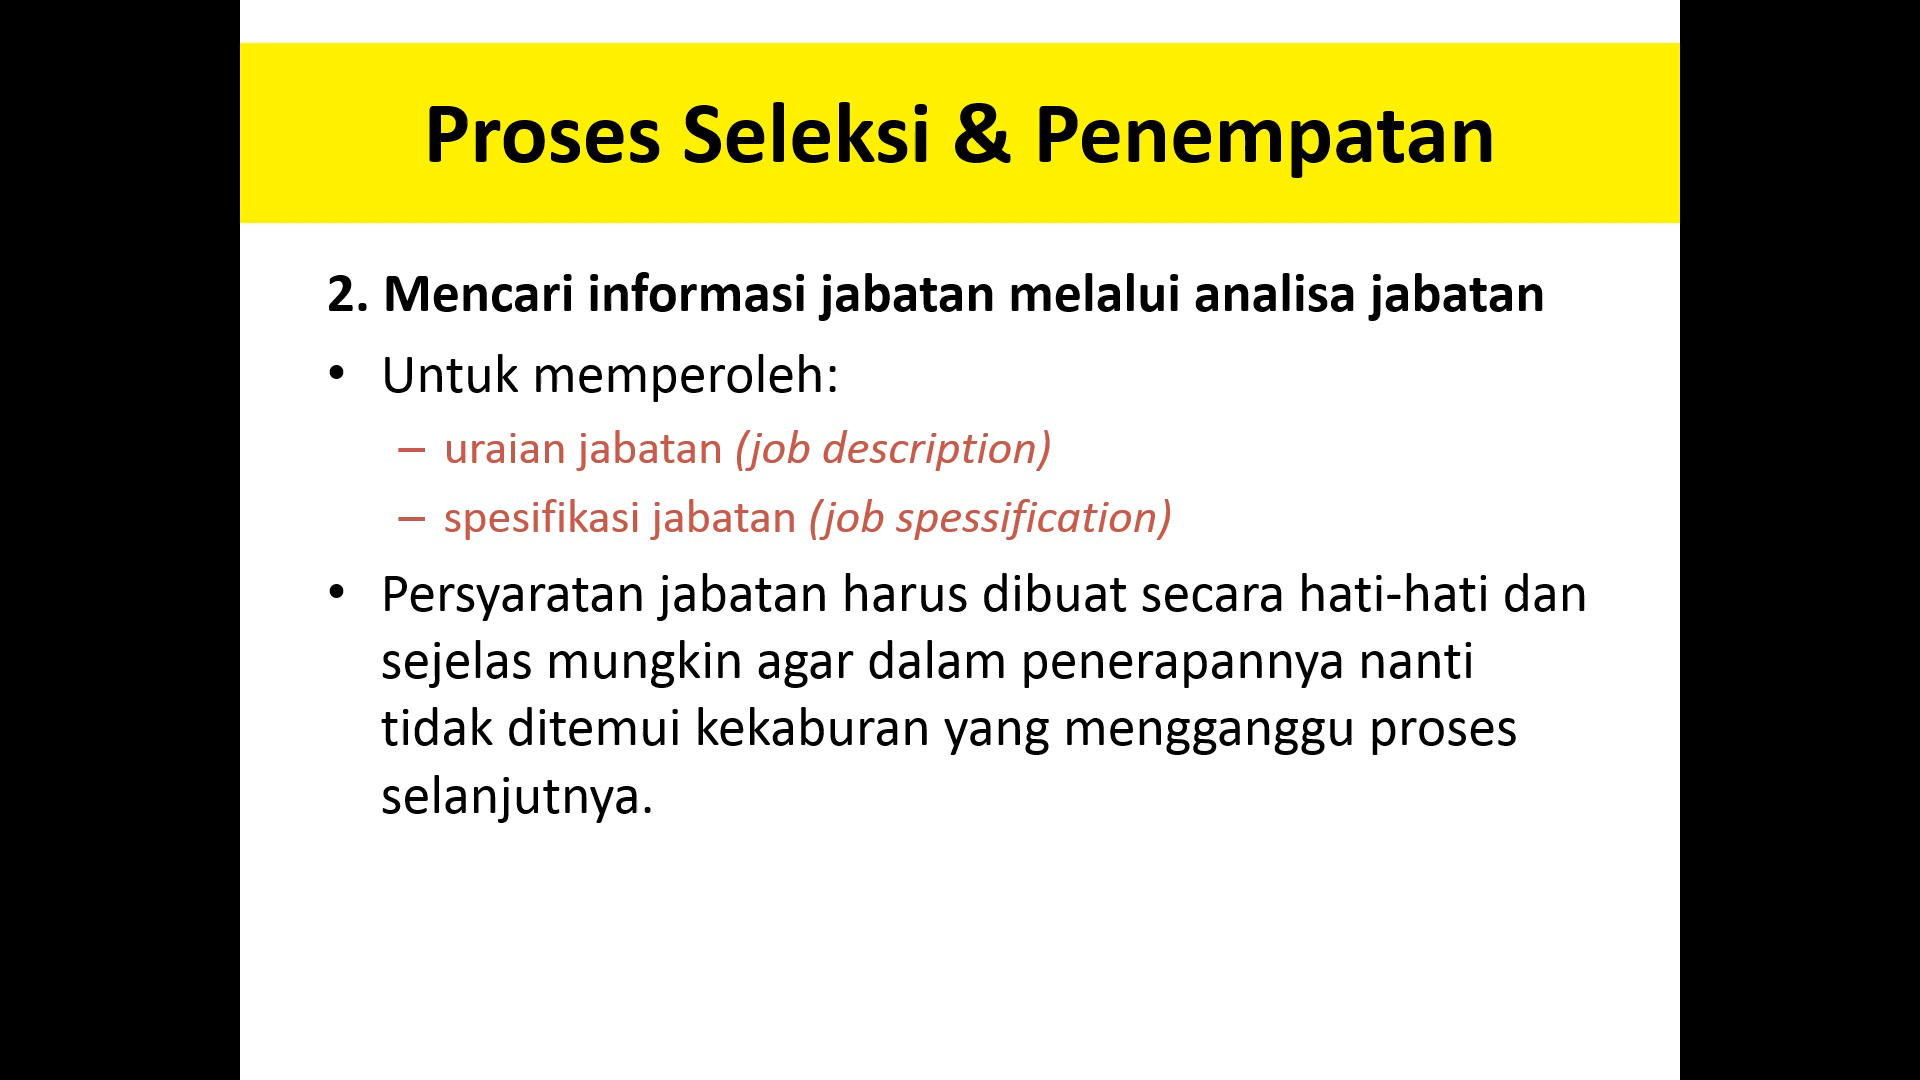 Proses Seleksi & Penempatan
2. Mencari informasi jabatan melalui analisa jabatan
• Untuk memperoleh:
– uraian jabatan (job description)
– spesifikasi jabatan (job spessification)
• Persyaratan jabatan harus dibuat secara hati-hati dan
sejelas mungkin agar dalam penerapannya nanti
tidak ditemui kekaburan yang mengganggu proses
selanjutnya.